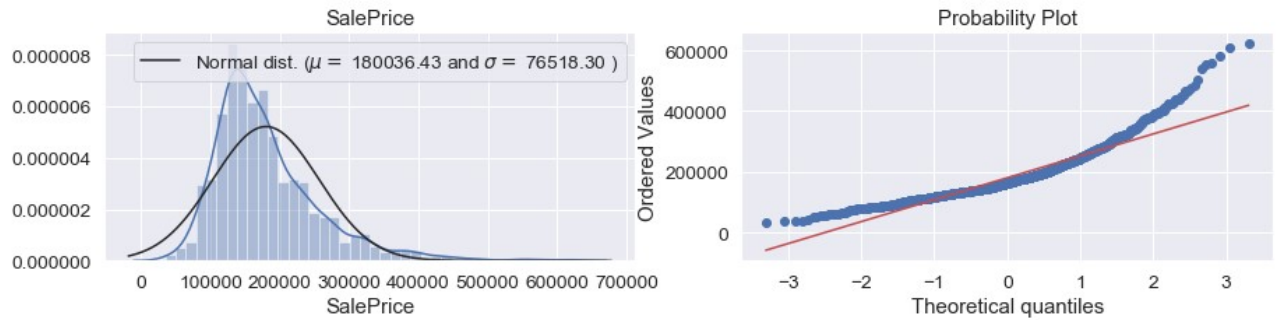 SalePrice
0.000008
0.000006
0.000004
0.000002
0.000000
Normal dist. (μ = 180036.43 and σ = 76518.30 )
0 100000 200000 300000 400000 500000 600000 700000
SalePrice
Probability Plot
Ordered Values
600000
400000
200000
0
−3 −2 −1 0 1 2 3
Theoretical quantiles